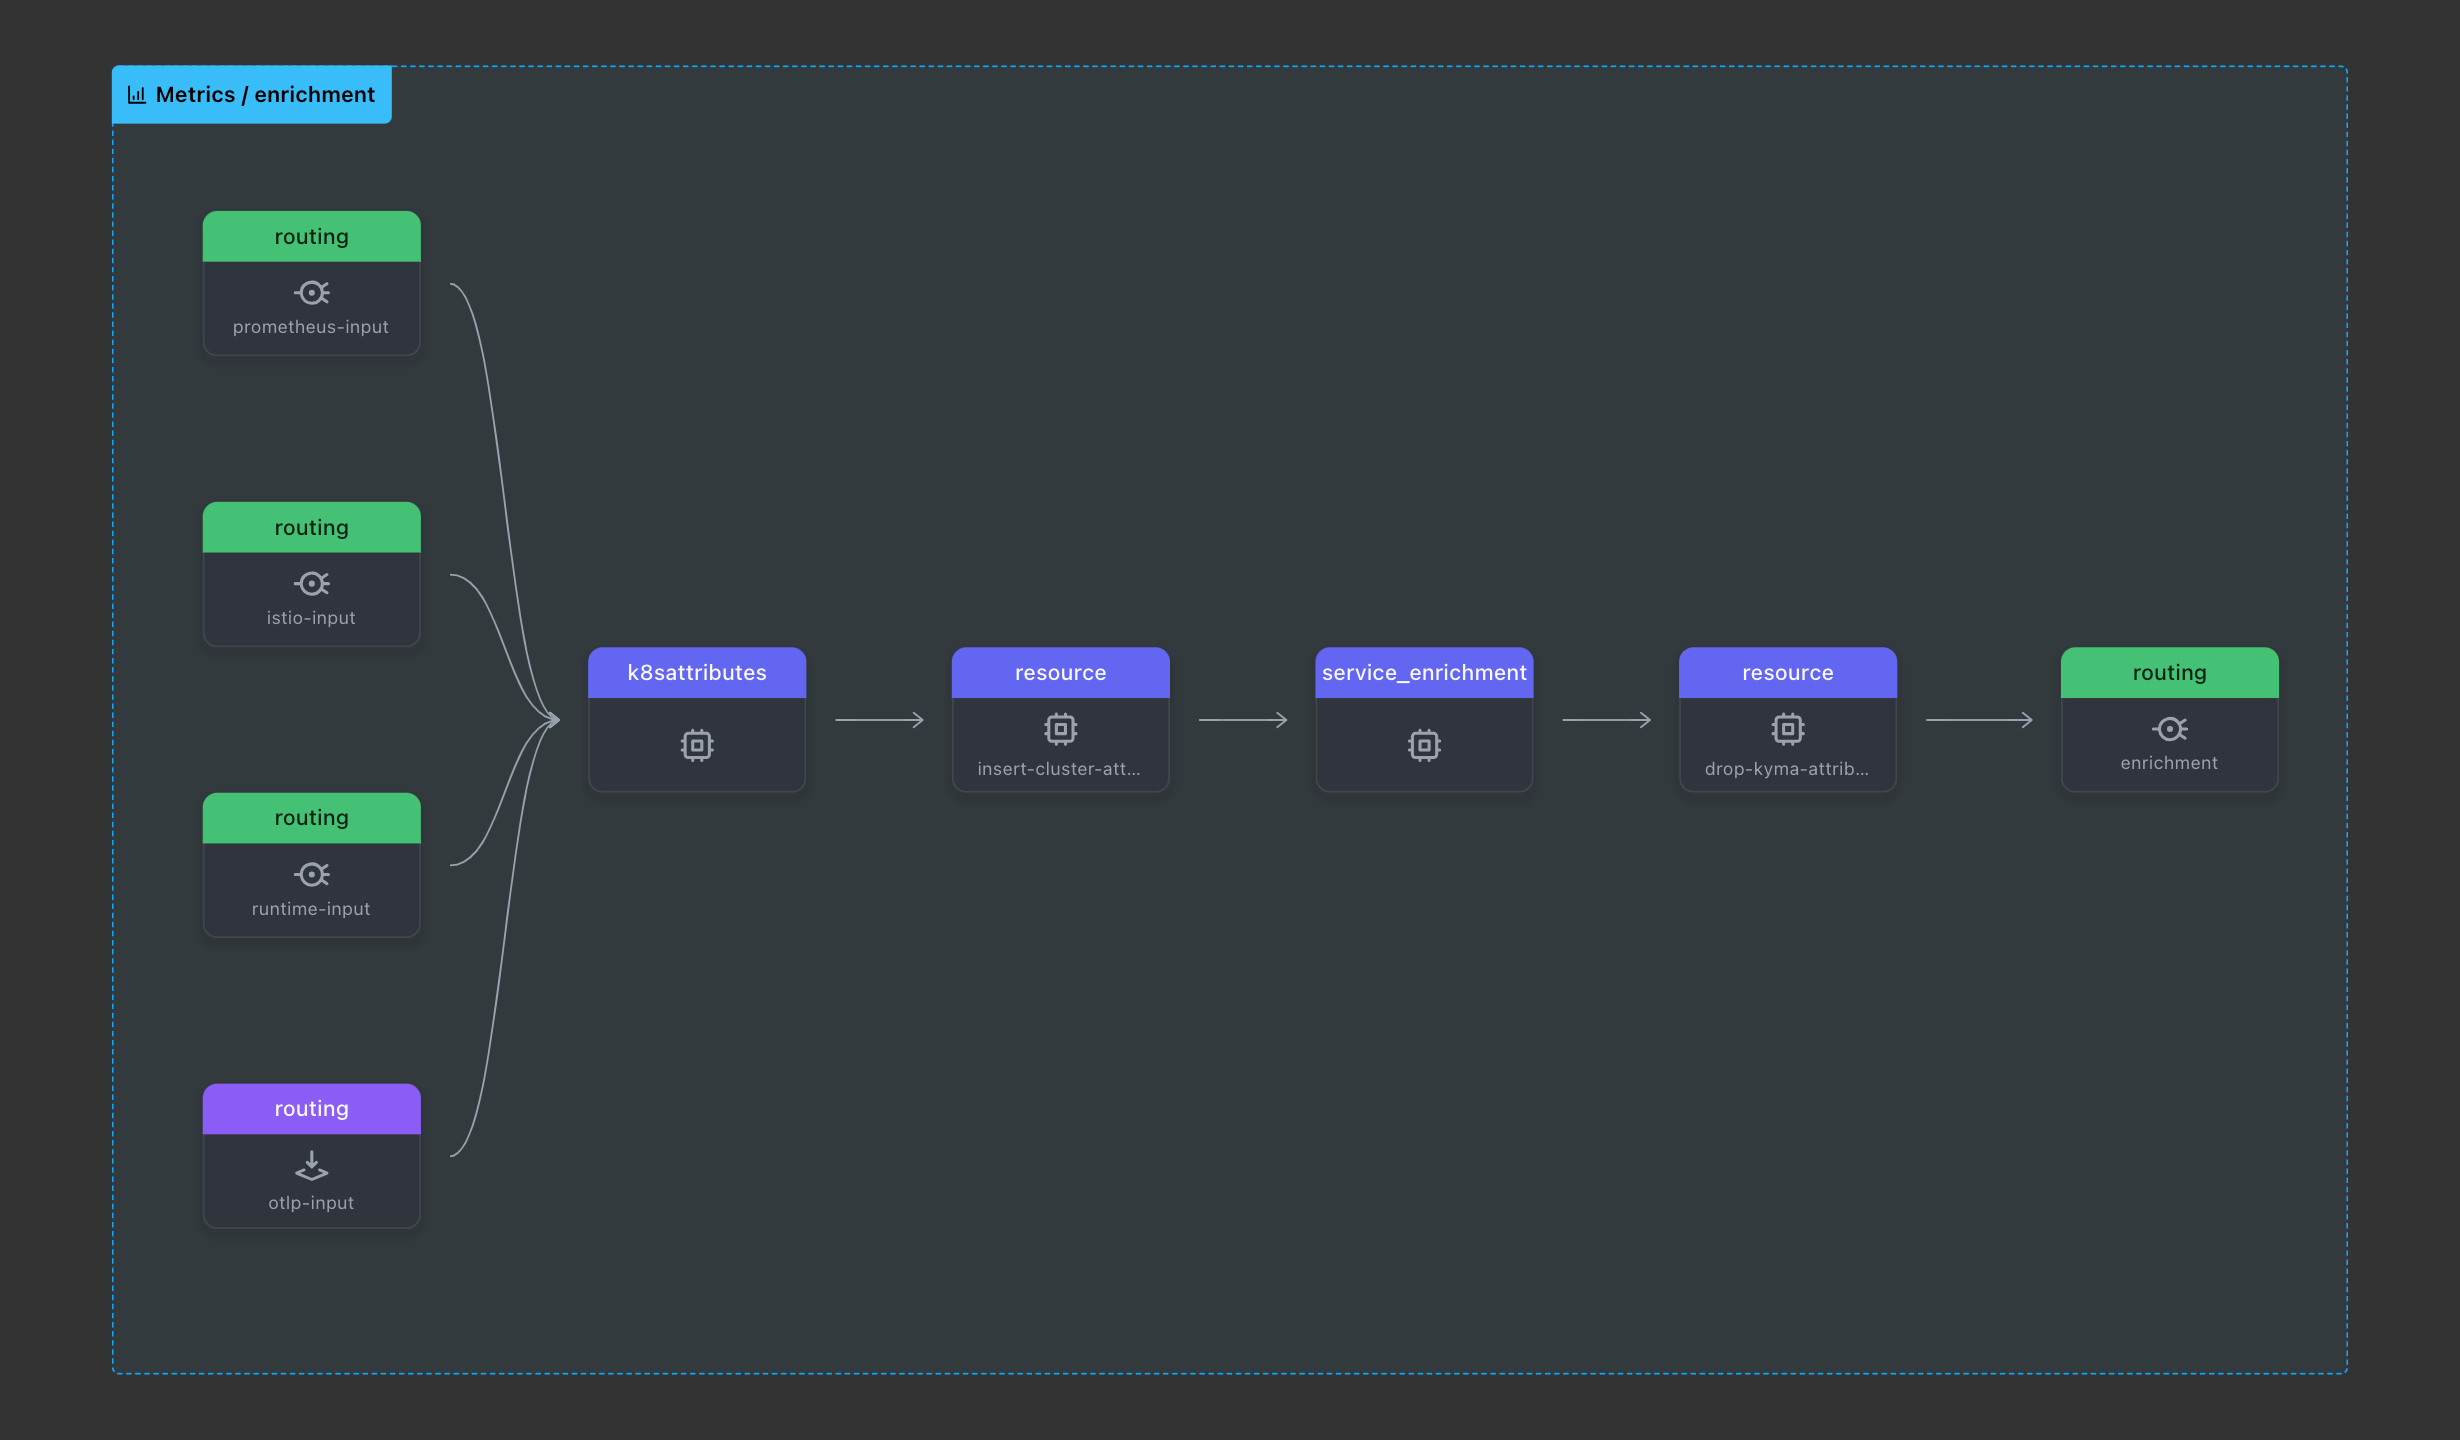 Metrics / enrichment
routing
prometheus-input
routing
istio-input
routing
runtime-input
routing
otlp-input
k8sattributes
resource
insert-cluster-att...
service_enrichment
resource
drop-kyma-attrib...
routing
enrichment